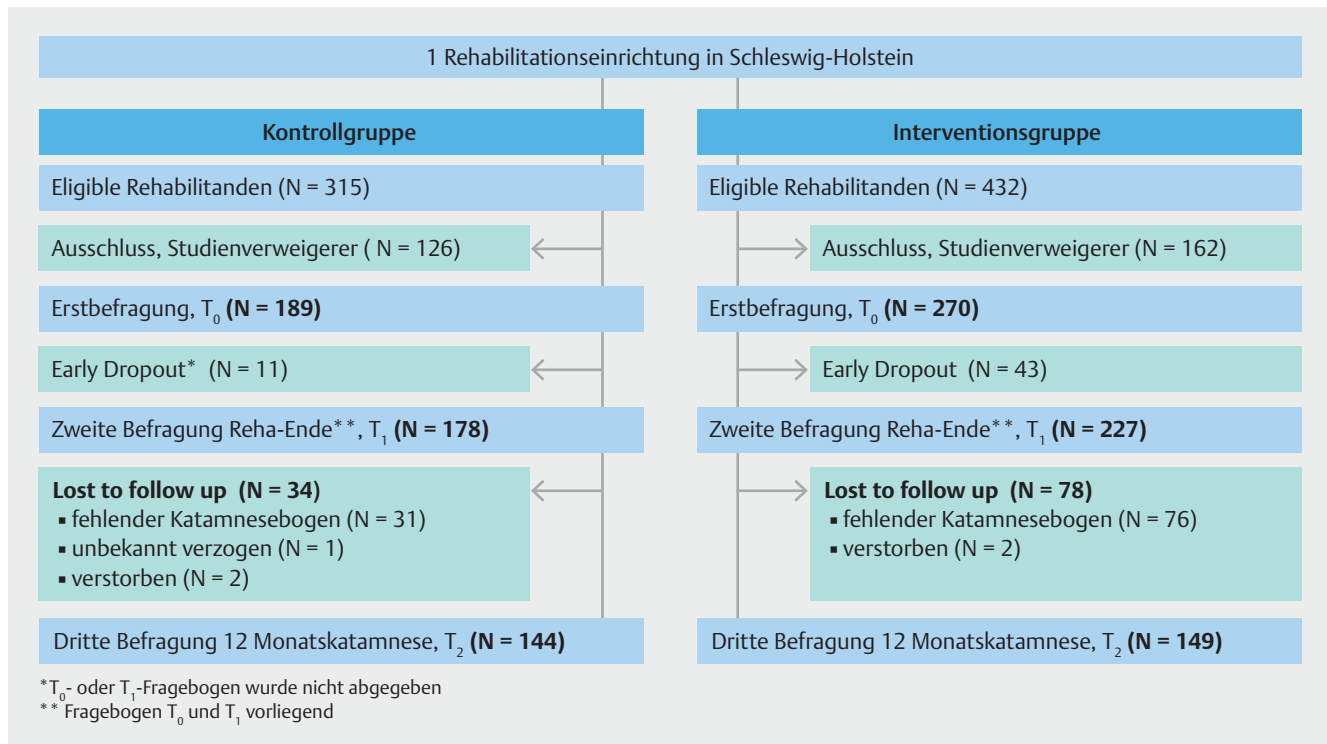 1 Rehabilitationseinrichtung in Schleswig-Holstein
Kontrollgruppe
Eligible Rehabilitanden (N = 315)
Ausschluss, Studienverweigerer ( N = 126)
Erstbefragung, T0 (N = 189)
Early Dropout* (N = 11)
Zweite Befragung Reha-Ende**, T1 (N = 178)
Lost to follow up (N = 34)
▪ fehlender Katamnesebogen (N = 31)
▪ unbekannt verzogen (N = 1)
▪ verstorben (N = 2)
Dritte Befragung 12 Monatskatamnese, T2 (N = 144)
Interventionsgruppe
Eligible Rehabilitanden (N = 432)
Ausschluss, Studienverweigerer (N = 162)
Erstbefragung, T0 (N = 270)
Early Dropout (N = 43)
Zweite Befragung Reha-Ende**, T1 (N = 227)
Lost to follow up (N = 78)
▪ fehlender Katamnesebogen (N = 76)
▪ verstorben (N = 2)
Dritte Befragung 12 Monatskatamnese, T2 (N = 149)
*T0- oder T1-Fragebogen wurde nicht abgegeben
** Fragebogen T0 und T1 vorliegend